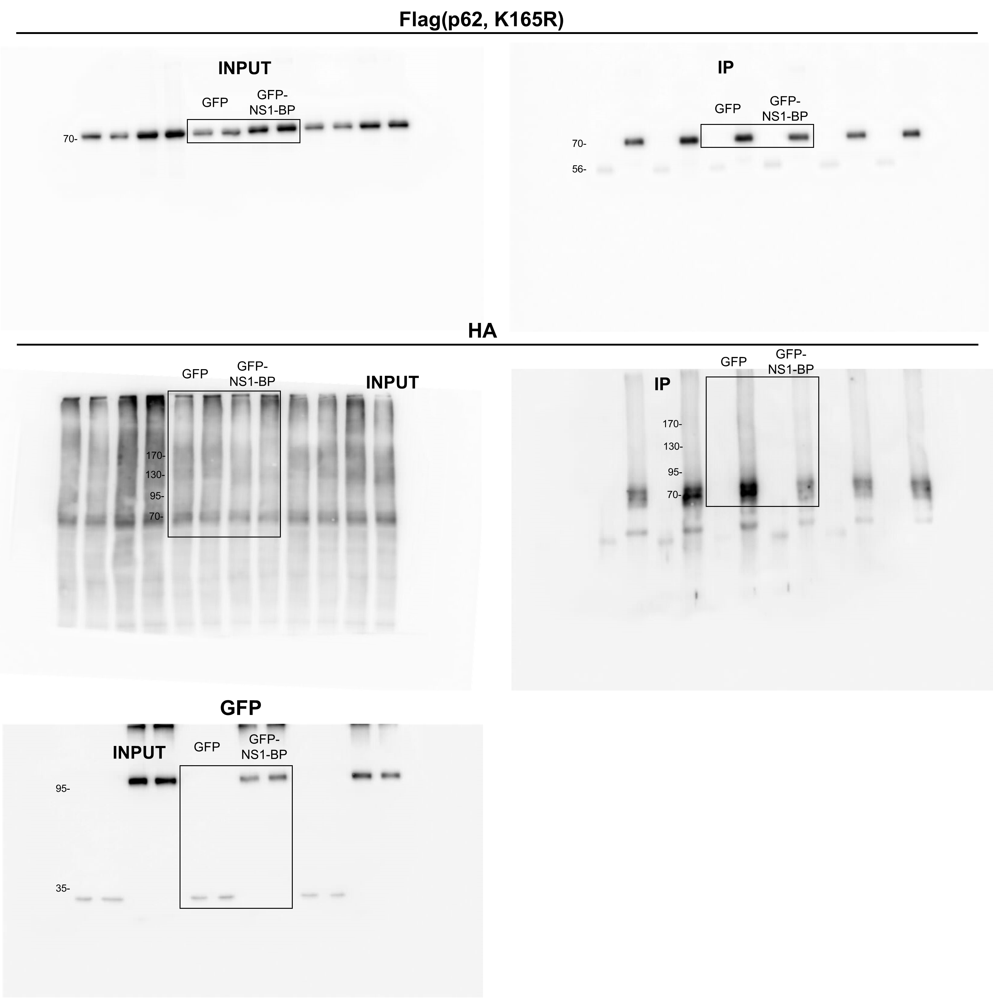 Flag(p62, K165R)
INPUT
GFP
GFP-
NS1-BP
70-
IP
GFP
GFP-
NS1-BP
70-
56-
HA
GFP
GFP-
NS1-BP
INPUT
170-
130-
95-
70-
GFP
GFP-
NS1-BP
IP
170-
130-
95-
70-
GFP
INPUT
GFP
GFP-
NS1-BP
95-
35-